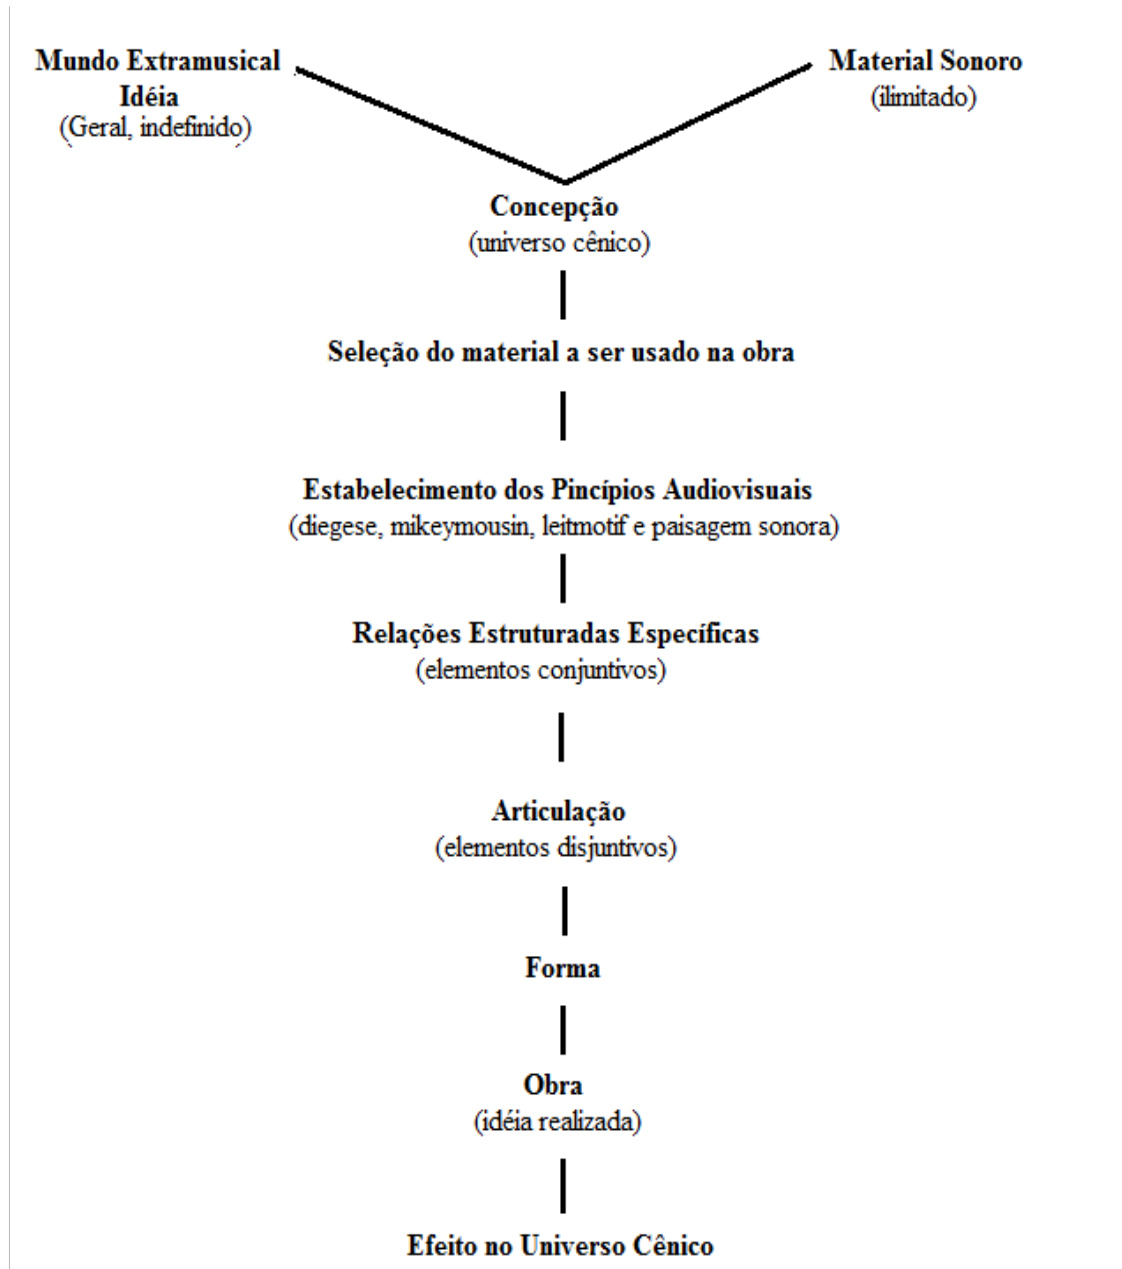 Mundo Extramusical
Idéia
(Geral, indefinido)
Material Sonoro
(ilimitado)
Concepção
(universo cênico)
Seleção do material a ser usado na obra
Estabelecimento dos Pincípios Audiovisuais
(diegese, mikeymousin, leitmotif e paisagem sonora)
Relações Estruturadas Específicas
(elementos conjuntivos)
Articulação
(elementos disjuntivos)
Forma
Obra
(idéia realizada)
Efeito no Universo Cênico